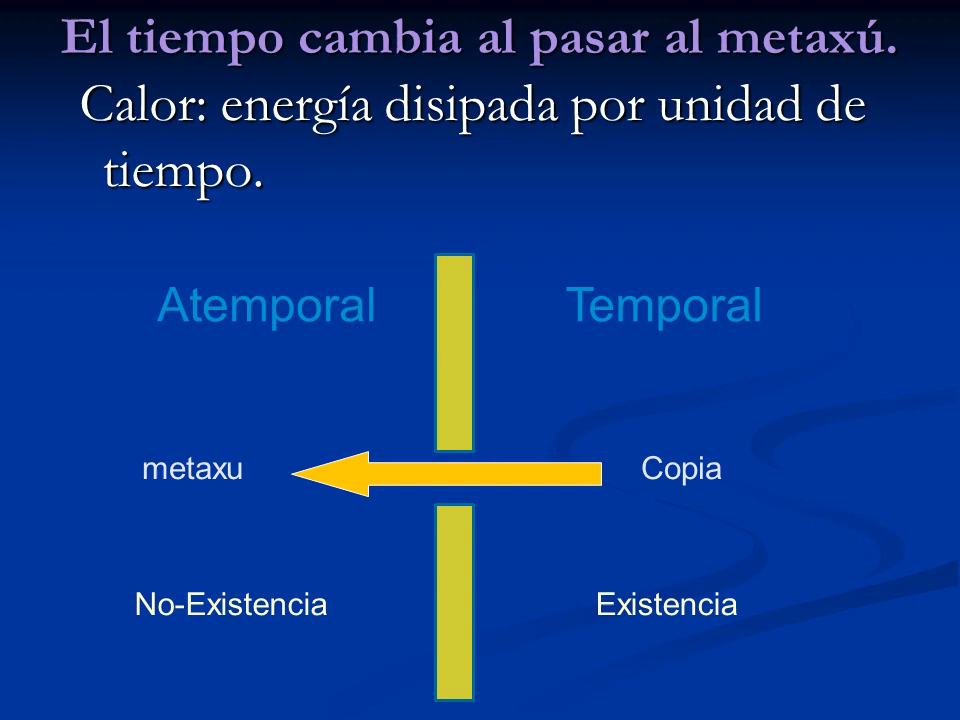 El tiempo cambia al pasar al metaxú.
Calor: energía disipada por unidad de
tiempo.
Atemporal Temporal
metaxu Copia
No-Existencia Existencia